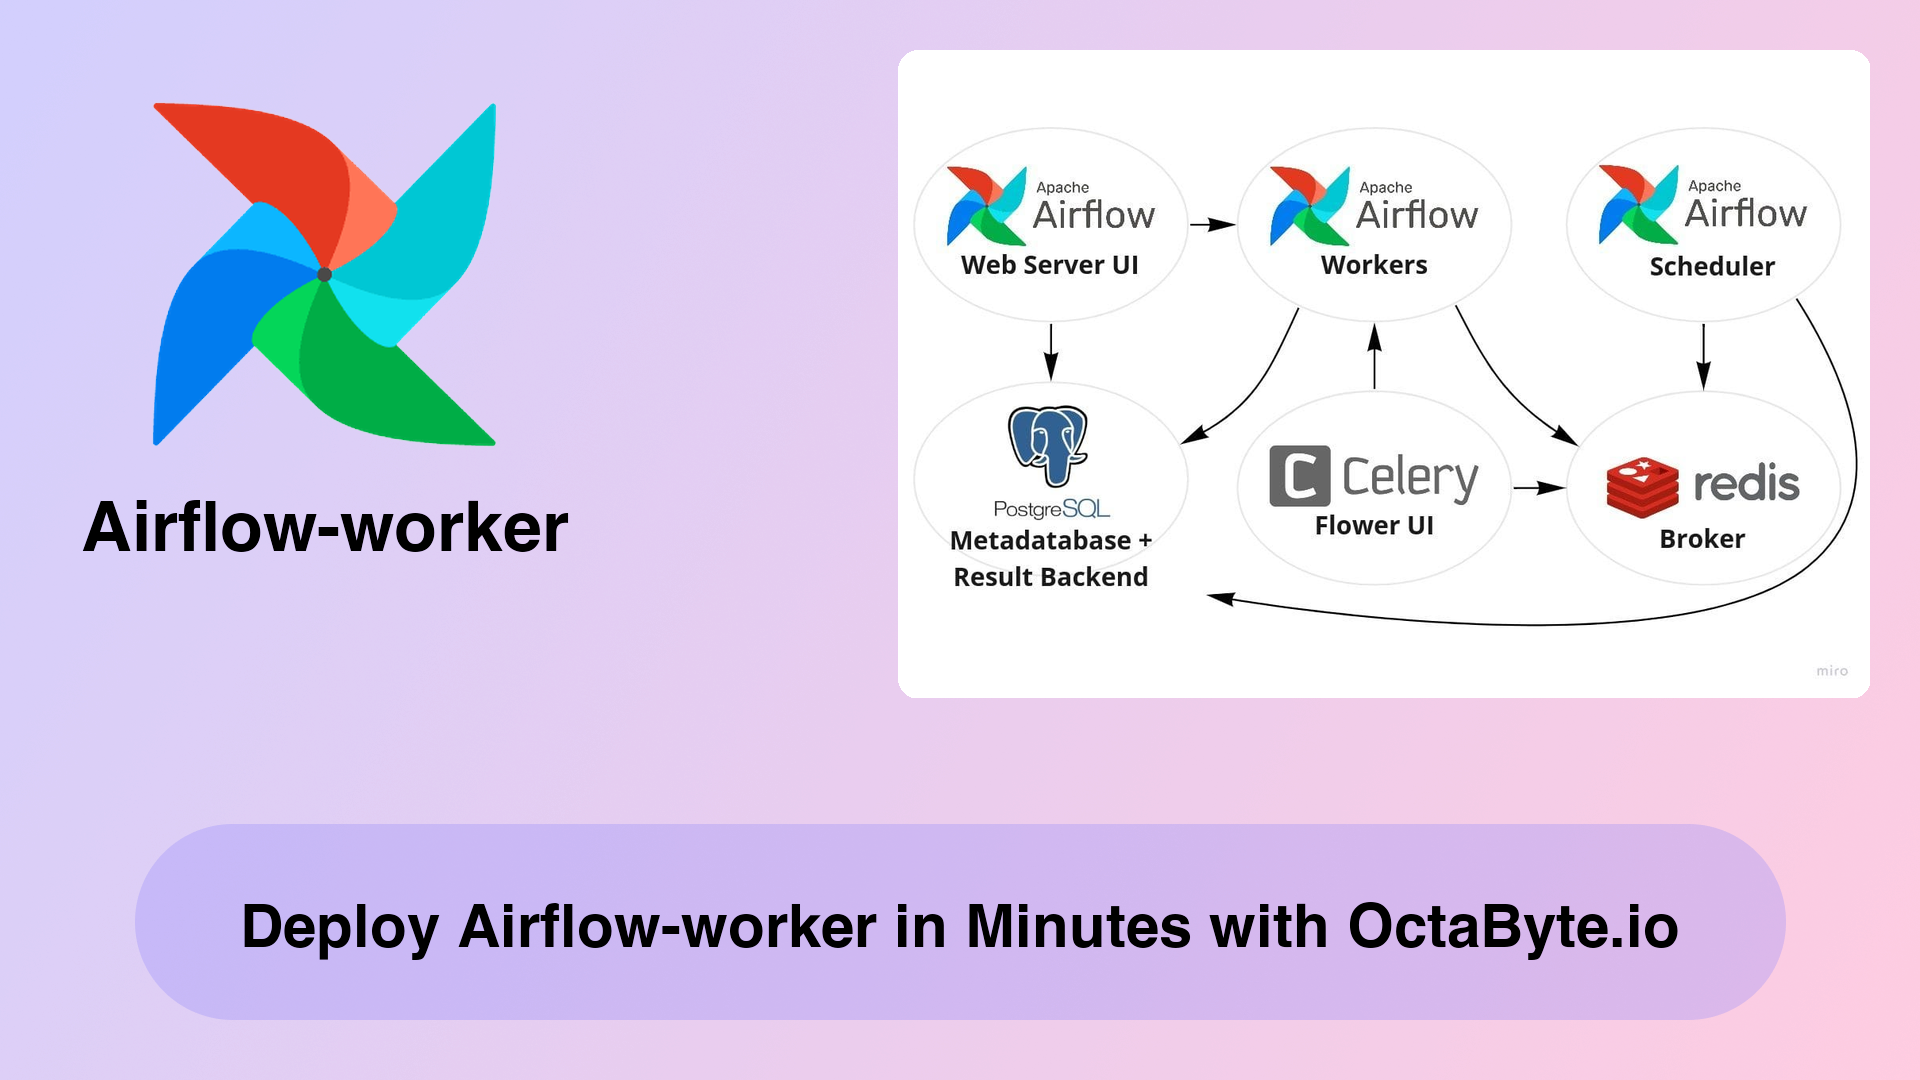 Airflow-worker
Apache
Airflow
Web Server UI
Apache
Airflow
Workers
Apache
Airflow
Scheduler
PostgreSQL
Metadatabase +
Result Backend
C Celery
Flower UI
redis
Broker
miro
Deploy Airflow-worker in Minutes with OctaByte.io